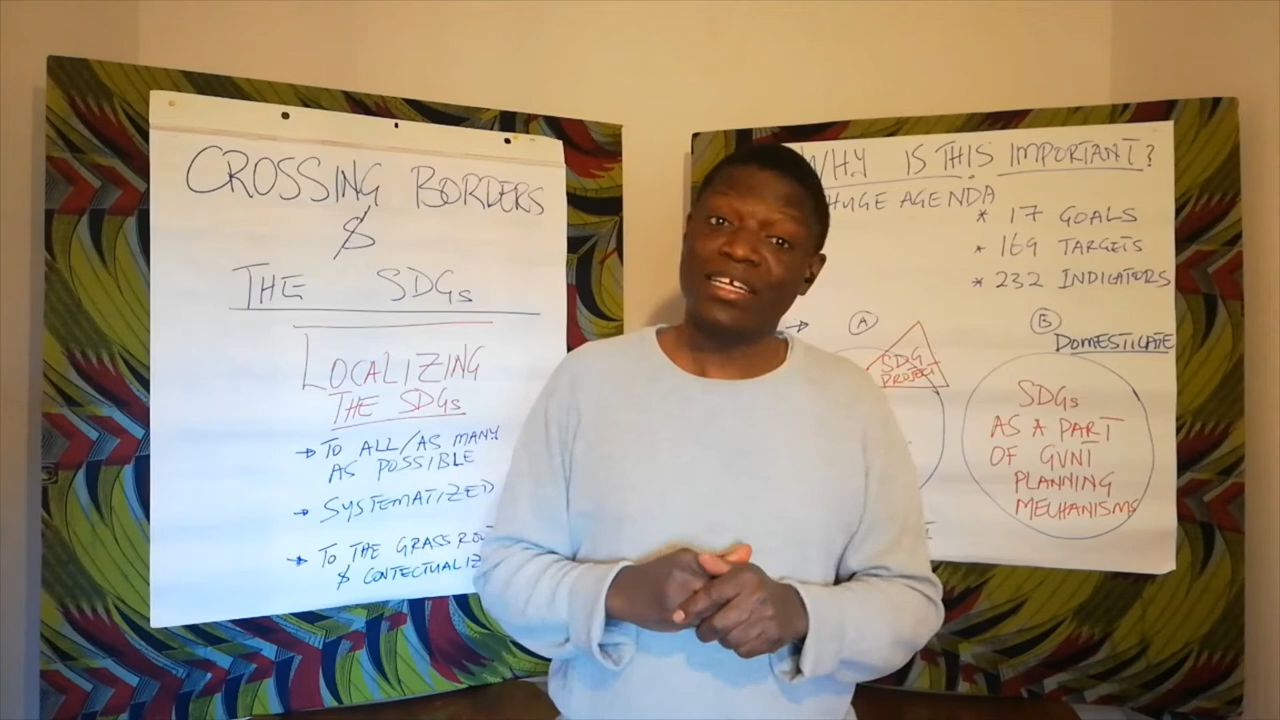 CROSSING BORDERS
&
THE SDGs
LOCALIZING
THE SDGs
→ TO ALL/AS MANY
AS POSSIBLE
→ SYSTEMATIZED
→ TO THE GRASS
& CONTECTUALIZ
WHY IS THIS IMPORTANT?
HUGE AGENDA
* 17 GOALS
* 169 TARGETS
* 232 INDICATORS
→ A
SDG
PROJECT
B
DOMESTICATE
SDGs
AS A PART
OF GVNT
PLANNING
MECHANISMS